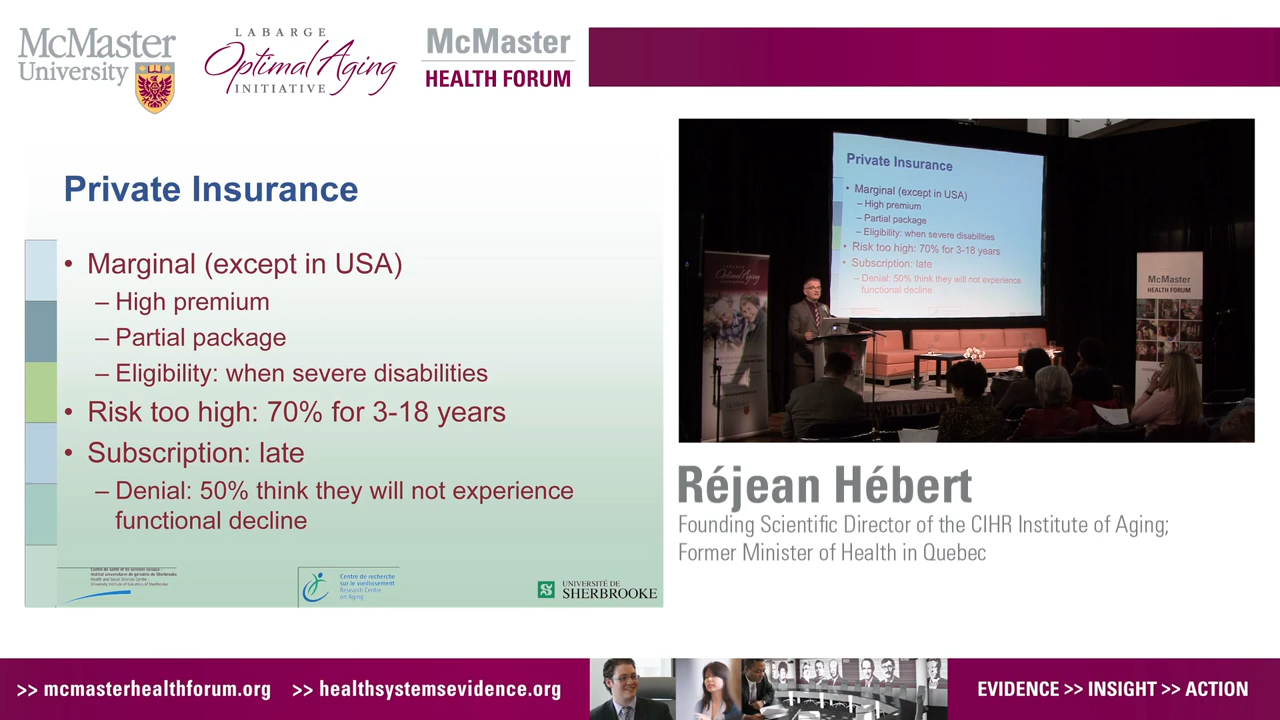 McMaster
University
LABARGE
Optimal Aging
INITIATIVE
McMaster
HEALTH FORUM
Private Insurance
• Marginal (except in USA)
– High premium
– Partial package
– Eligibility: when severe disabilities
• Risk too high: 70% for 3-18 years
• Subscription: late
– Denial: 50% think they will not experience
functional decline
Centre de santé et de services sociaux -
Institut universitaire de gériatrie de Sherbrooke
Health and Social Services Centre -
University Institute of Geriatrics of Sherbrooke
Centre de recherche
sur le vieillissement
Research Centre
on Aging
UNIVERSITÉ DE
SHERBROOKE
Private Insurance
• Marginal (except in USA)
– High premium
– Partial package
– Eligibility: when severe disabilities
• Risk too high: 70% for 3-18 years
• Subscription: late
– Denial: 50% think they will not experience
functional decline
LABARGE
Optimal Aging
McMaster
HEALTH FORUM
Réjean Hébert
Founding Scientific Director of the CIHR Institute of Aging;
Former Minister of Health in Quebec
>> mcmasterhealthforum.org >> healthsystemsevidence.org
EVIDENCE >> INSIGHT >> ACTION